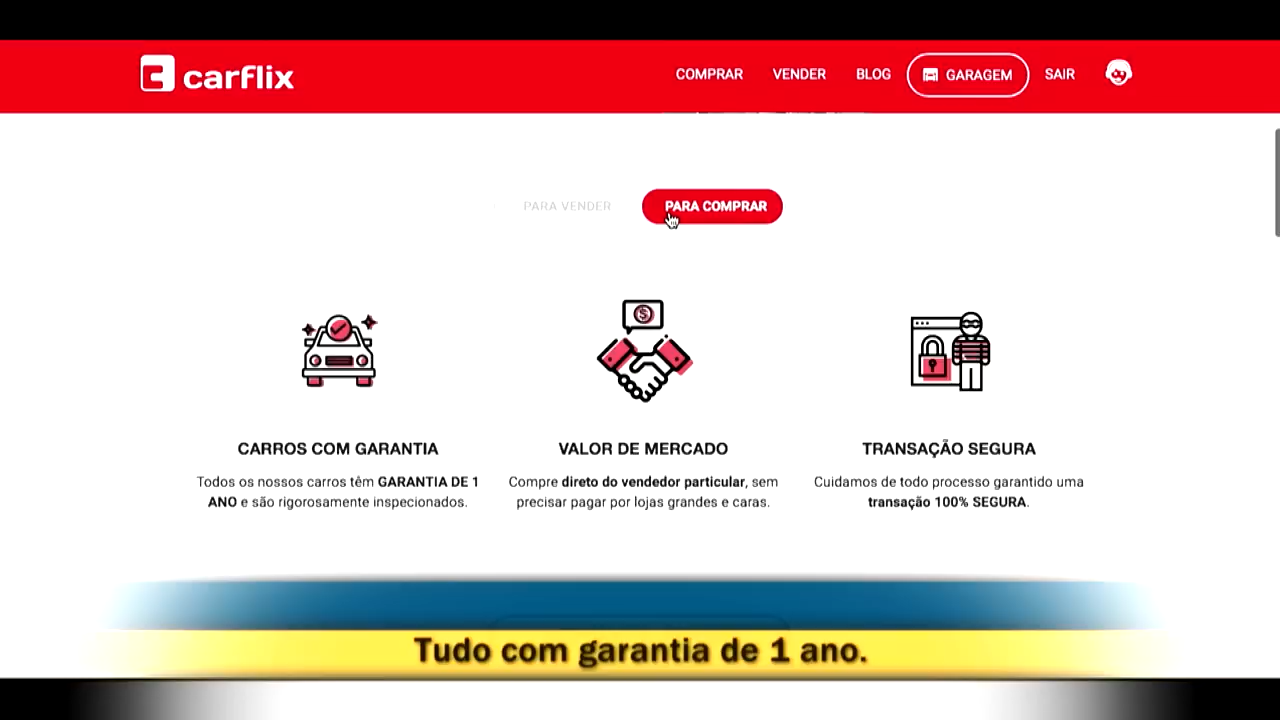 carflix
COMPRAR VENDER BLOG GARAGEM SAIR
PARA VENDER PARA COMPRAR
CARROS COM GARANTIA
Todos os nossos carros têm GARANTIA DE 1
ANO e são rigorosamente inspecionados.
VALOR DE MERCADO
Compre direto do vendedor particular, sem
precisar pagar por lojas grandes e caras.
TRANSAÇÃO SEGURA
Cuidamos de todo processo garantido uma
transação 100% SEGURA.
Tudo com garantia de 1 ano.